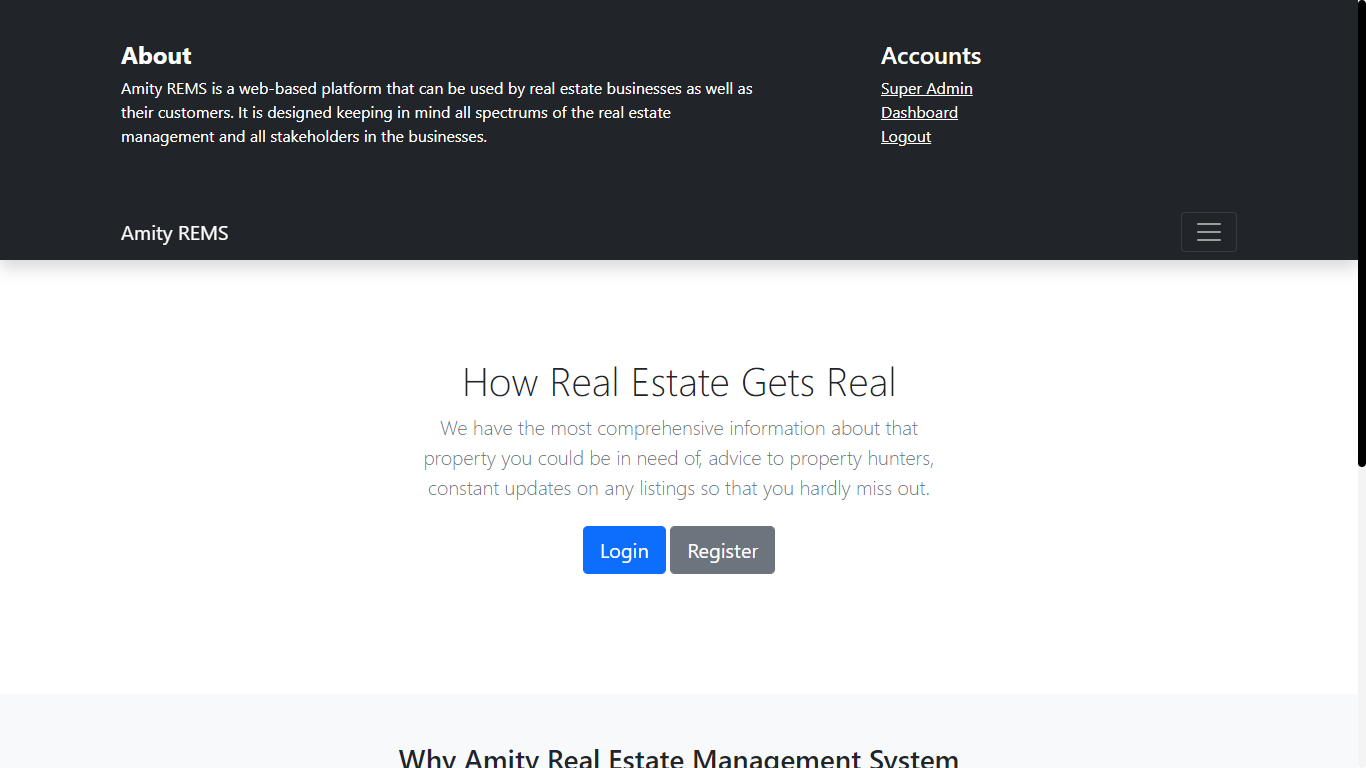 About
Amity REMS is a web-based platform that can be used by real estate businesses as well as
their customers. It is designed keeping in mind all spectrums of the real estate
management and all stakeholders in the businesses.
Accounts
Super Admin
Dashboard
Logout
Amity REMS
How Real Estate Gets Real
We have the most comprehensive information about that
property you could be in need of, advice to property hunters,
constant updates on any listings so that you hardly miss out.
Login Register
Why Amity Real Estate Management System